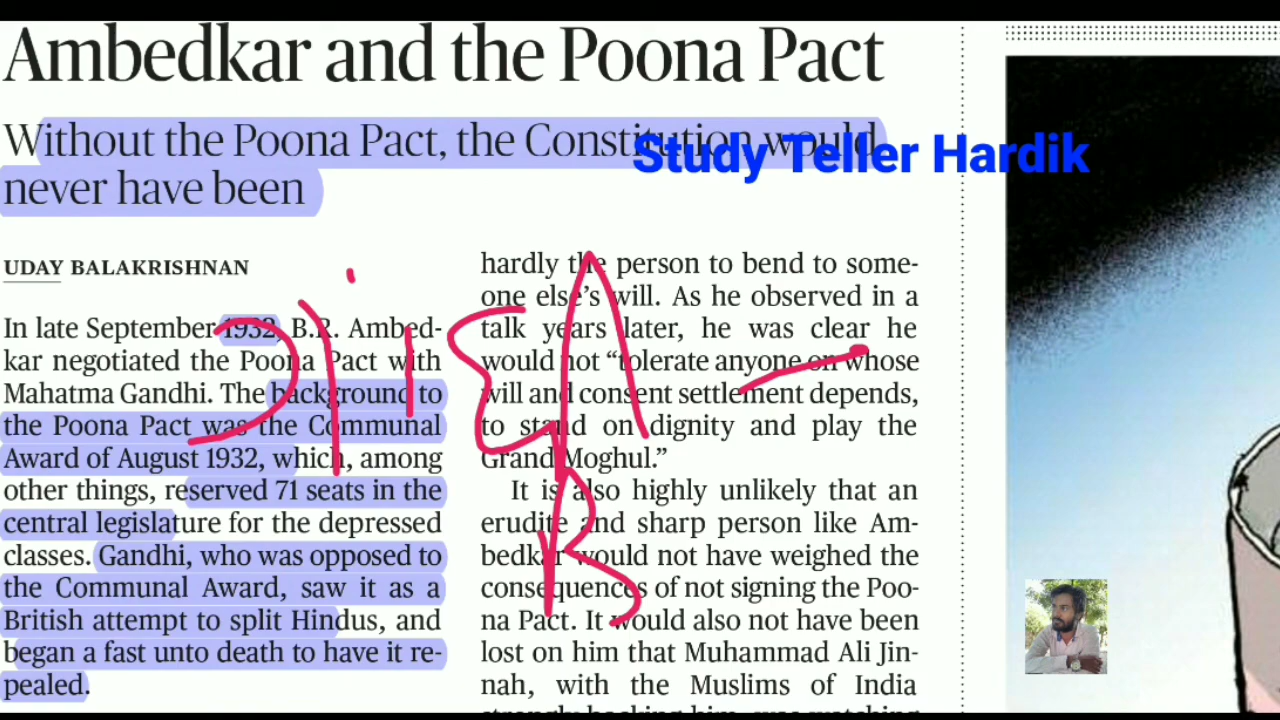 Ambedkar and the Poona Pact
Without the Poona Pact, the Constitution would
never have been
Study Teller Hardik
UDAY BALAKRISHNAN
In late September 1932, B.R. Ambed-
kar negotiated the Poona Pact with
Mahatma Gandhi. The background to
the Poona Pact was the Communal
Award of August 1932, which, among
other things, reserved 71 seats in the
central legislature for the depressed
classes. Gandhi, who was opposed to
the Communal Award, saw it as a
British attempt to split Hindus, and
began a fast unto death to have it re-
pealed.
hardly the person to bend to some-
one else’s will. As he observed in a
talk years later, he was clear he
would not “tolerate anyone on whose
will and consent settlement depends,
to stand on dignity and play the
Grand Moghul.”
It is also highly unlikely that an
erudite and sharp person like Am-
bedkar would not have weighed the
consequences of not signing the Poo-
na Pact. It would also not have been
lost on him that Muhammad Ali Jin-
nah, with the Muslims of India
strongly backing him, was watching
A
B